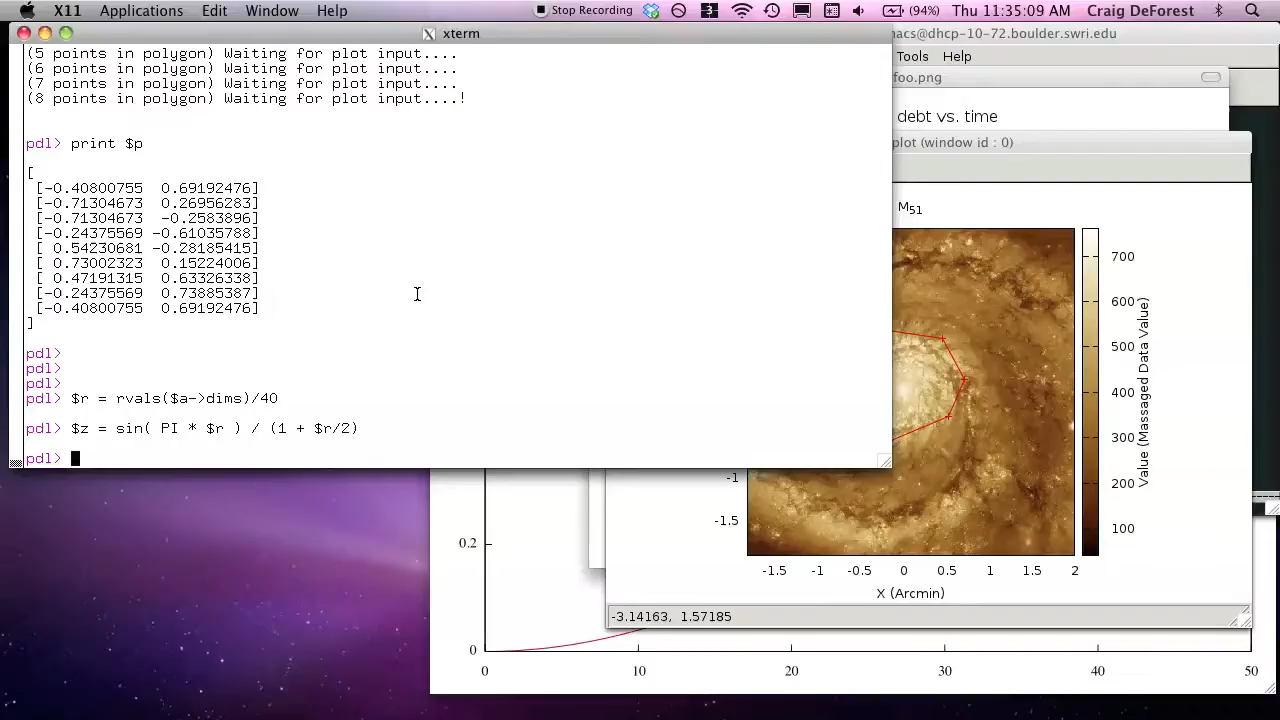 X11 Applications Edit Window Help Stop Recording 3 (94%) Thu 11:35:09 AM Craig DeForest
xterm
(5 points in polygon) Waiting for plot input....
(6 points in polygon) Waiting for plot input....
(7 points in polygon) Waiting for plot input....
(8 points in polygon) Waiting for plot input....!
pdl> print $p
[
[-0.40800755 0.69192476]
[-0.71304673 0.26956283]
[-0.71304673 -0.2583896]
[-0.24375569 -0.61035788]
[ 0.54230681 -0.28185415]
[ 0.73002323 0.15224006]
[ 0.47191315 0.63326338]
[-0.24375569 0.73885387]
[-0.40800755 0.69192476]
]
pdl>
pdl>
pdl>
pdl> $r = rvals($a->dims)/40
pdl> $z = sin( PI * $r ) / (1 + $r/2)
pdl>
macs@dhcp-10-72.boulder.swri.edu
Tools Help
foo.png
debt vs. time
plot (window id : 0)
M51
700
600
500
400
300
200
100
Value (Massaged Data Value)
-1
-1.5
-1.5 -1 -0.5 0 0.5 1 1.5 2
X (Arcmin)
-3.14163, 1.57185
0.2
0
0 10 20 30 40 50